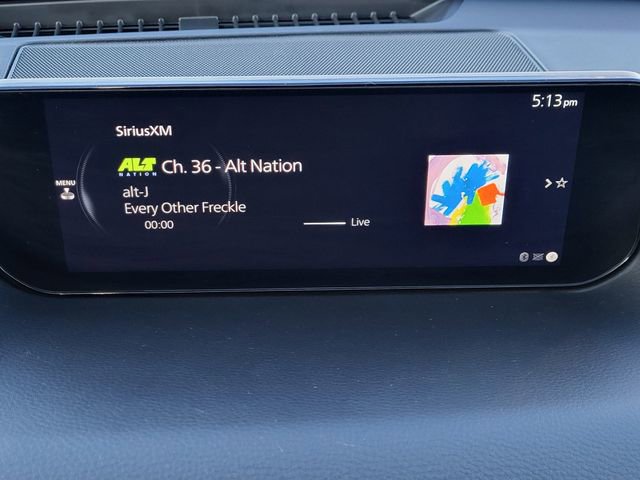 5:13pm
SiriusXM
ALT
NATION
Ch. 36 - Alt Nation
MENU
alt-J
Every Other Freckle
00:00
Live